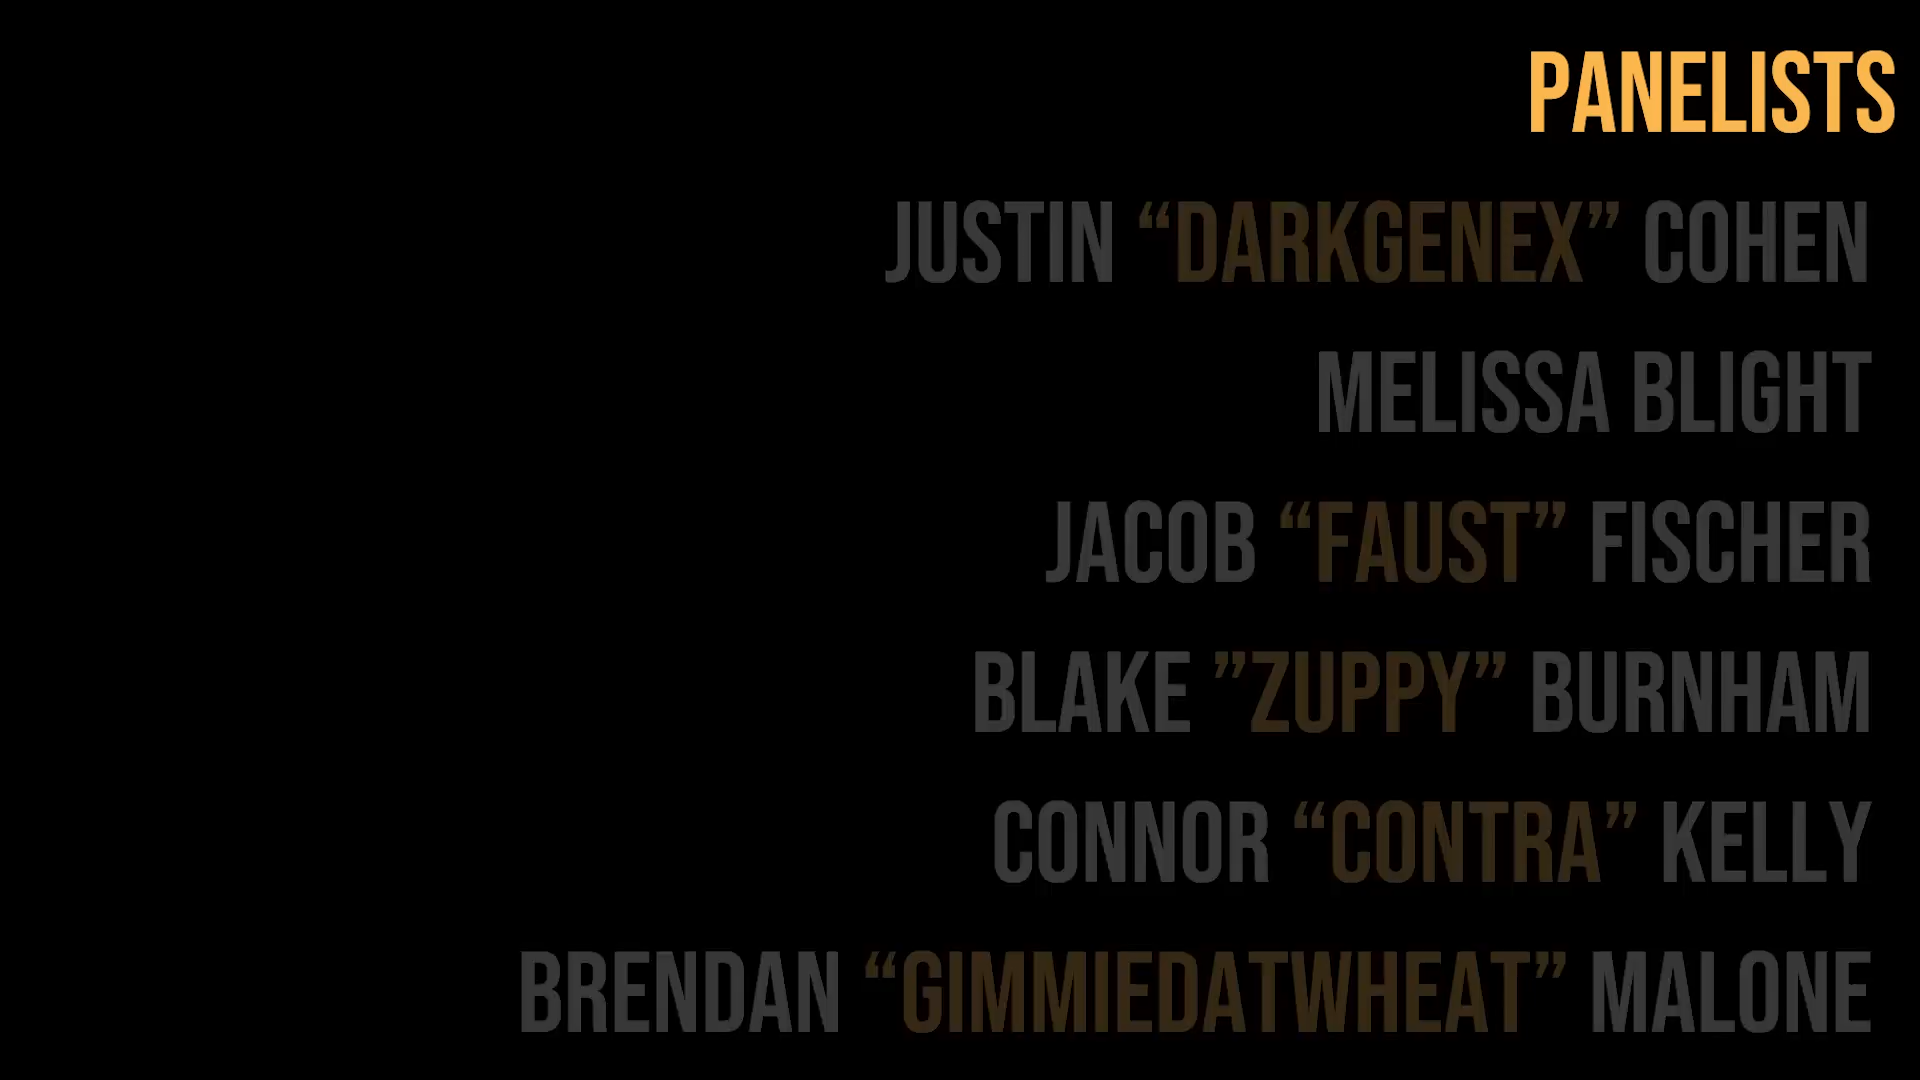 PANELISTS
JUSTIN “DARKGENEX” COHEN
MELISSA BLIGHT
JACOB “FAUST” FISCHER
BLAKE ”ZUPPY” BURNHAM
CONNOR “CONTRA” KELLY
BRENDAN “GIMMIEDATWHEAT” MALONE